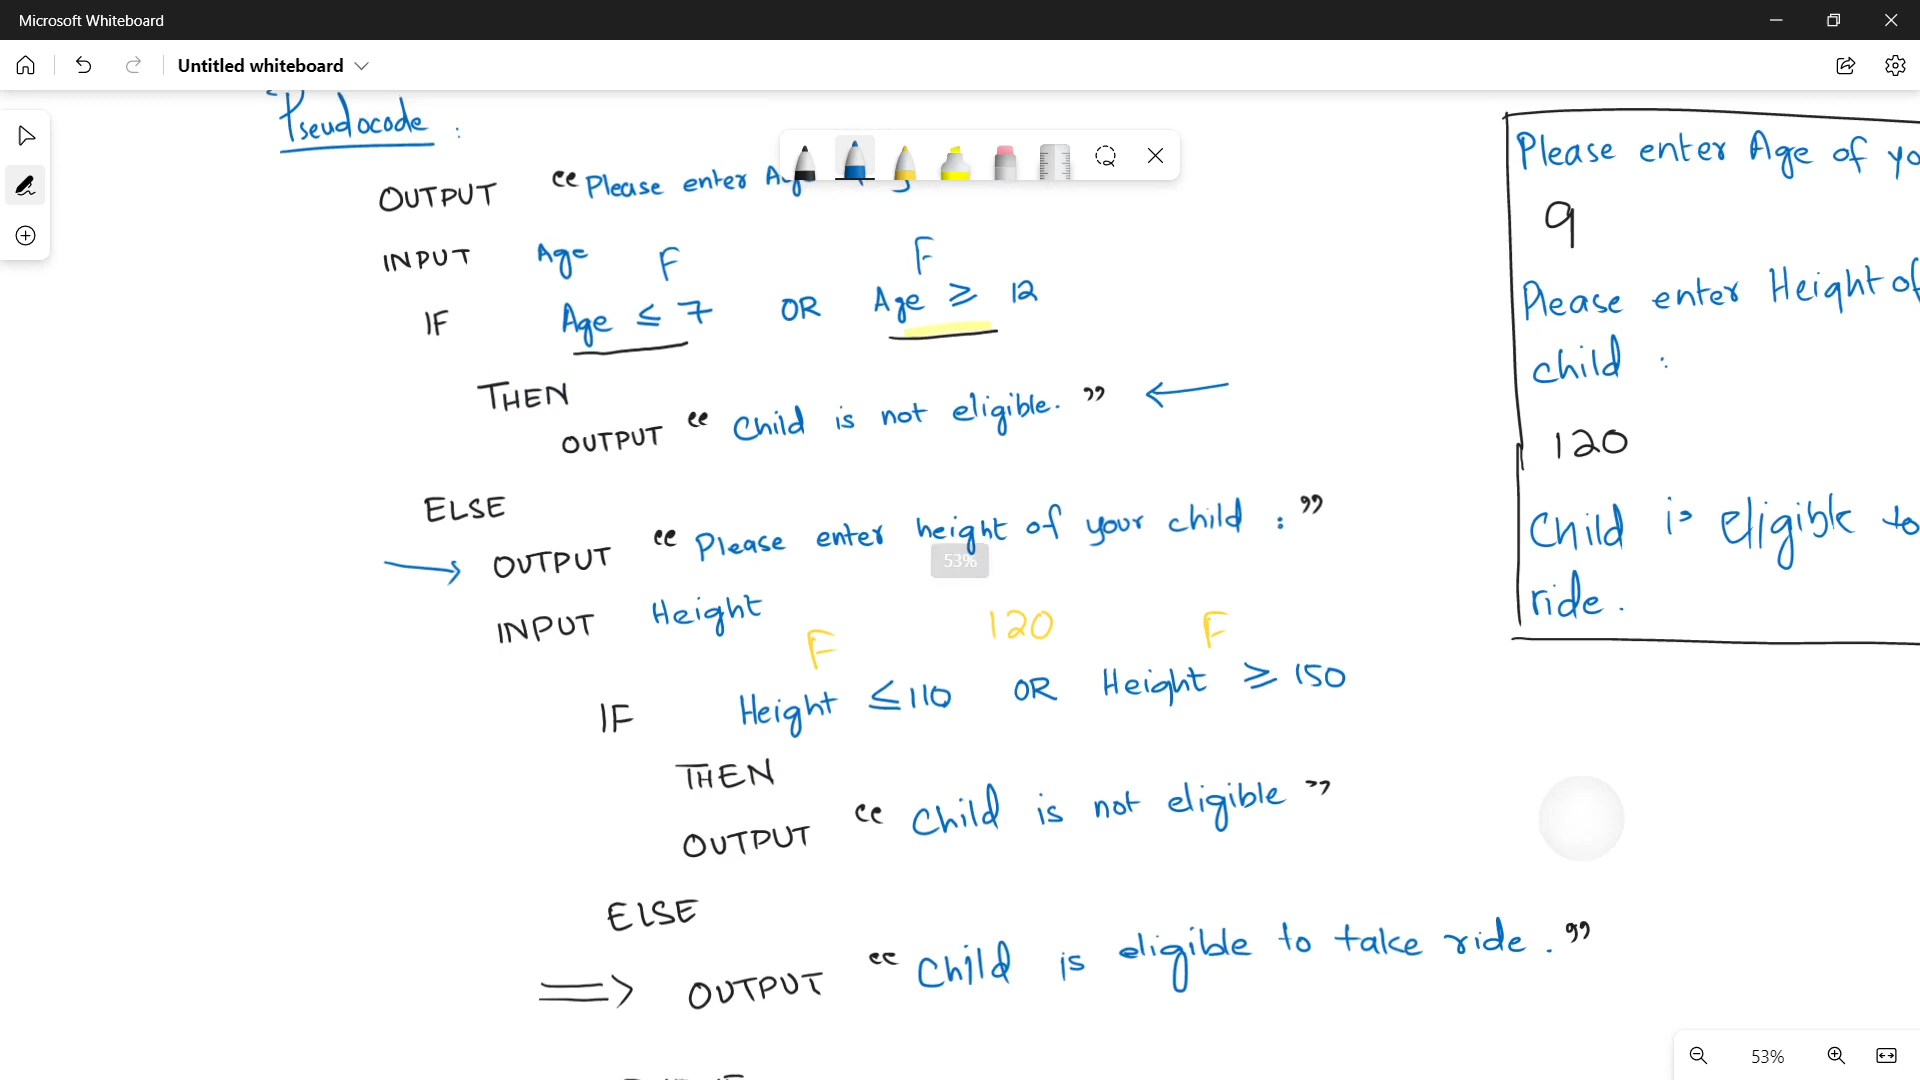 Microsoft Whiteboard
Untitled whiteboard
Pseudocode :
OUTPUT “Please enter
INPUT Age
F F
IF Age ≤ 7 OR Age ≥ 12
THEN
OUTPUT “ Child is not eligible. ”
ELSE
OUTPUT “ Please enter height of your child : ”
53%
INPUT Height
F 120 F
IF Height ≤ 110 OR Height ≥ 150
THEN
OUTPUT “ Child is not eligible ”
ELSE
OUTPUT “ Child is eligible to take ride . ”
Please enter Age of yo
9
Please enter Height of
child :
120
Child is eligible to
ride .
53%